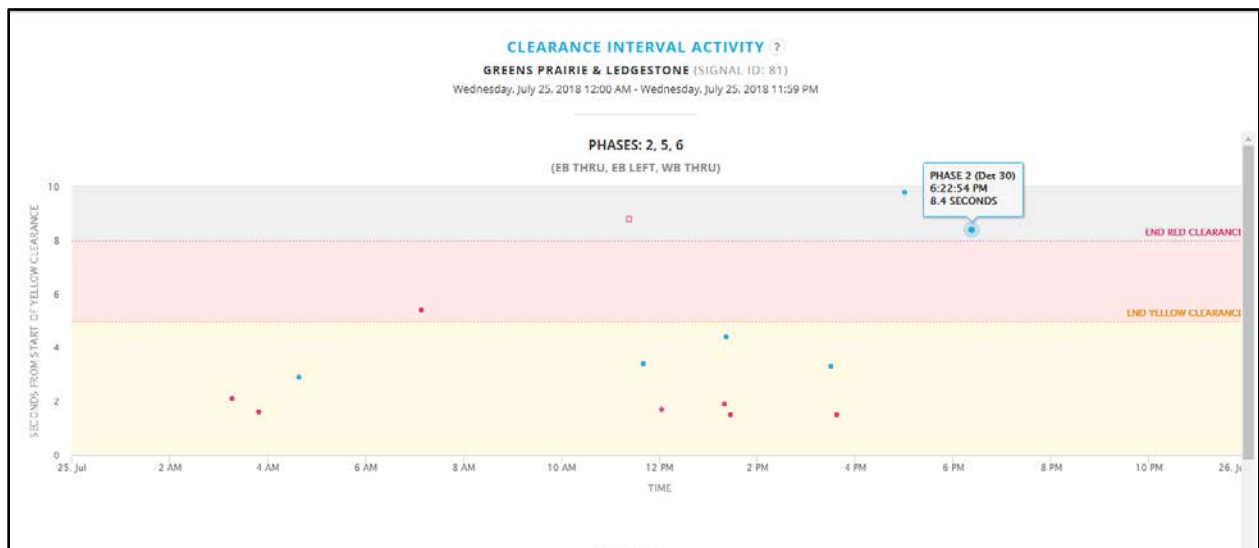 CLEARANCE INTERVAL ACTIVITY ?
GREENS PRAIRIE & LEDGESTONE (SIGNAL ID: 81)
Wednesday, July 25, 2018 12:00 AM - Wednesday, July 25, 2018 11:59 PM
PHASES: 2, 5, 6
(EB THRU, EB LEFT, WB THRU)
PHASE 2 (Det 30)
6:22:54 PM
8.4 SECONDS
END RED CLEARANCE
END YELLOW CLEARANCE
SECONDS FROM START OF YELLOW CLEARANCE
10
8
6
4
2
0
25. Jul 2 AM 4 AM 6 AM 8 AM 10 AM 12 PM 2 PM 4 PM 6 PM 8 PM 10 PM 26. Ju
TIME